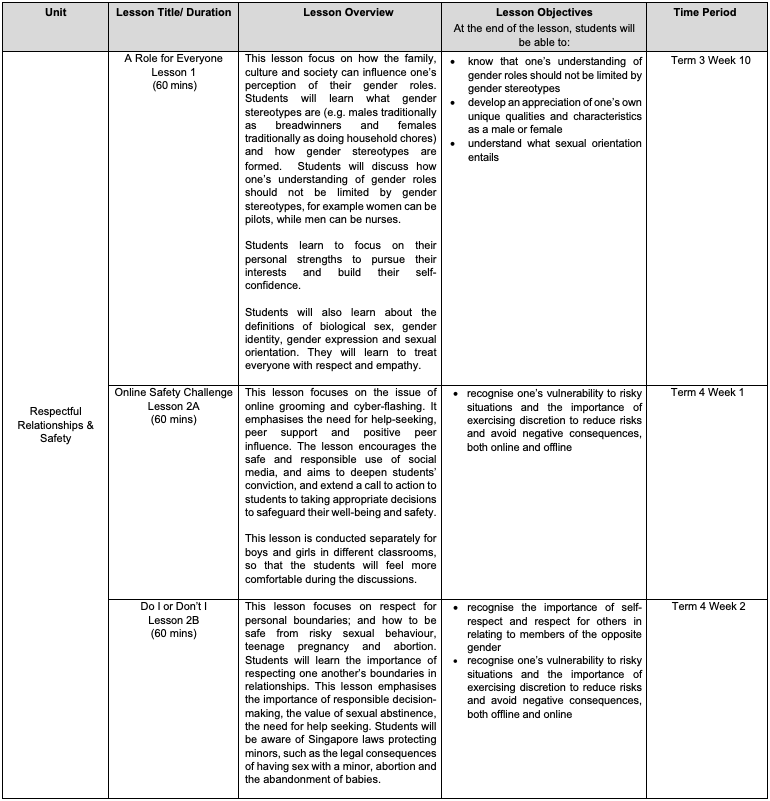 Unit
Lesson Title/ Duration
Lesson Overview
Lesson Objectives
At the end of the lesson, students will
be able to:
Time Period
Respectful
Relationships &
Safety
A Role for Everyone
Lesson 1
(60 mins)
This lesson focus on how the family,
culture and society can influence one's
perception of their gender roles.
Students will learn what gender
stereotypes are (e.g. males traditionally
as breadwinners and females
traditionally as doing household chores)
and how gender stereotypes are
formed. Students will discuss how
one's understanding of gender roles
should not be limited by gender
stereotypes, for example women can be
pilots, while men can be nurses.
Students learn to focus on their
personal strengths to pursue their
interests and build their self-
confidence.
Students will also learn about the
definitions of biological sex, gender
identity, gender expression and sexual
orientation. They will learn to treat
everyone with respect and empathy.
• know that one's understanding of
gender roles should not be limited by
gender stereotypes
• develop an appreciation of one's own
unique qualities and characteristics
as a male or female
• understand what sexual orientation
entails
Term 3 Week 10
Online Safety Challenge
Lesson 2A
(60 mins)
This lesson focuses on the issue of
online grooming and cyber-flashing. It
emphasises the need for help-seeking,
peer support and positive peer
influence. The lesson encourages the
safe and responsible use of social
media, and aims to deepen students'
conviction, and extend a call to action to
students to taking appropriate decisions
to safeguard their well-being and safety.
This lesson is conducted separately for
boys and girls in different classrooms,
so that the students will feel more
comfortable during the discussions.
• recognise one's vulnerability to risky
situations and the importance of
exercising discretion to reduce risks
and avoid negative consequences,
both online and offline
Term 4 Week 1
Do I or Don't I
Lesson 2B
(60 mins)
This lesson focuses on respect for
personal boundaries; and how to be
safe from risky sexual behaviour,
teenage pregnancy and abortion.
Students will learn the importance of
respecting one another's boundaries in
relationships. This lesson emphasises
the importance of responsible decision-
making, the value of sexual abstinence,
the need for help seeking. Students will
be aware of Singapore laws protecting
minors, such as the legal consequences
of having sex with a minor, abortion and
the abandonment of babies.
• recognise the importance of self-
respect and respect for others in
relating to members of the opposite
gender
• recognise one's vulnerability to risky
situations and the importance of
exercising discretion to reduce risks
and avoid negative consequences,
both offline and online
Term 4 Week 2